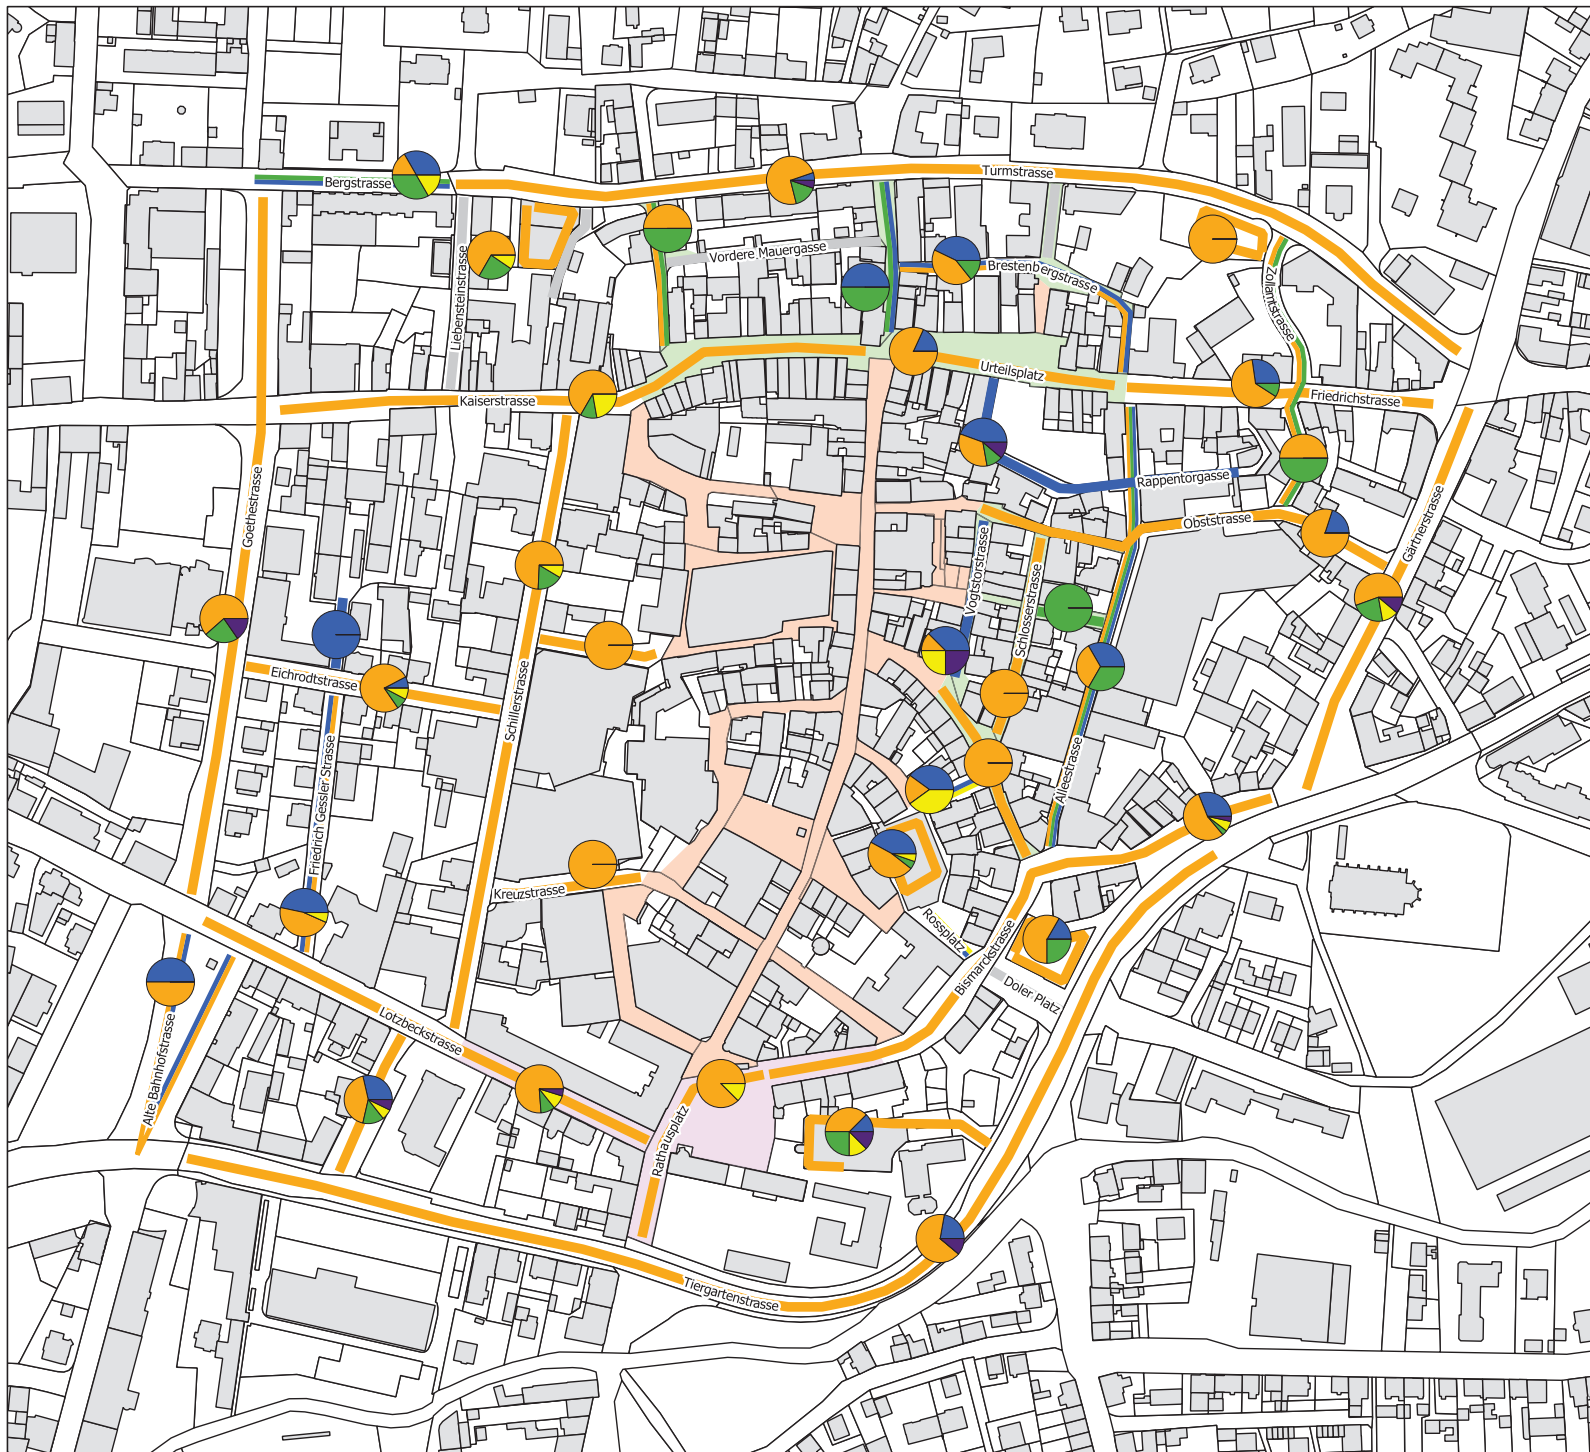 Turmstrasse
Bergstrasse
Vordere Mauergasse
Brestenbergstrasse
Zollamtstrasse
Liebensteinstrasse
Urteilsplatz
Kaiserstrasse
Friedrichstrasse
Goethestrasse
Rappentorgasse
Obststrasse
Gärtnerstrasse
Vogtstorstrasse
Schlosserstrasse
Eichrodtstrasse
Schillerstrasse
Friedrich Gessler Strasse
Alleestrasse
Kreuzstrasse
Rossplatz
Bismarckstrasse
Doler Platz
Lotzbeckstrasse
Alte Bahnhofstrasse
Rathausplatz
Tiergartenstrasse